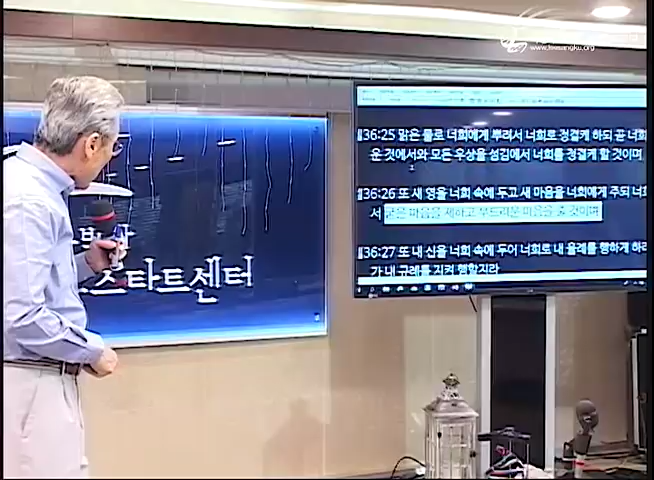 www.leesangku.org
36:25 맑은 물로 너희에게 뿌려서 너희로 정결케 하되 곧 너희
운 것에서와 모든 우상을 섬김에서 너희를 정결케 할 것이며
36:26 또 새 영을 너희 속에 두고 새 마음을 너희에게 주되 너희
서 굳은 마음을 제하고 부드러운 마음을 줄 것이며
36:27 또 내 신을 너희 속에 두어 너희로 내 율례를 행하게 하리
가 내 규례를 지켜 행할지라
스타트센터